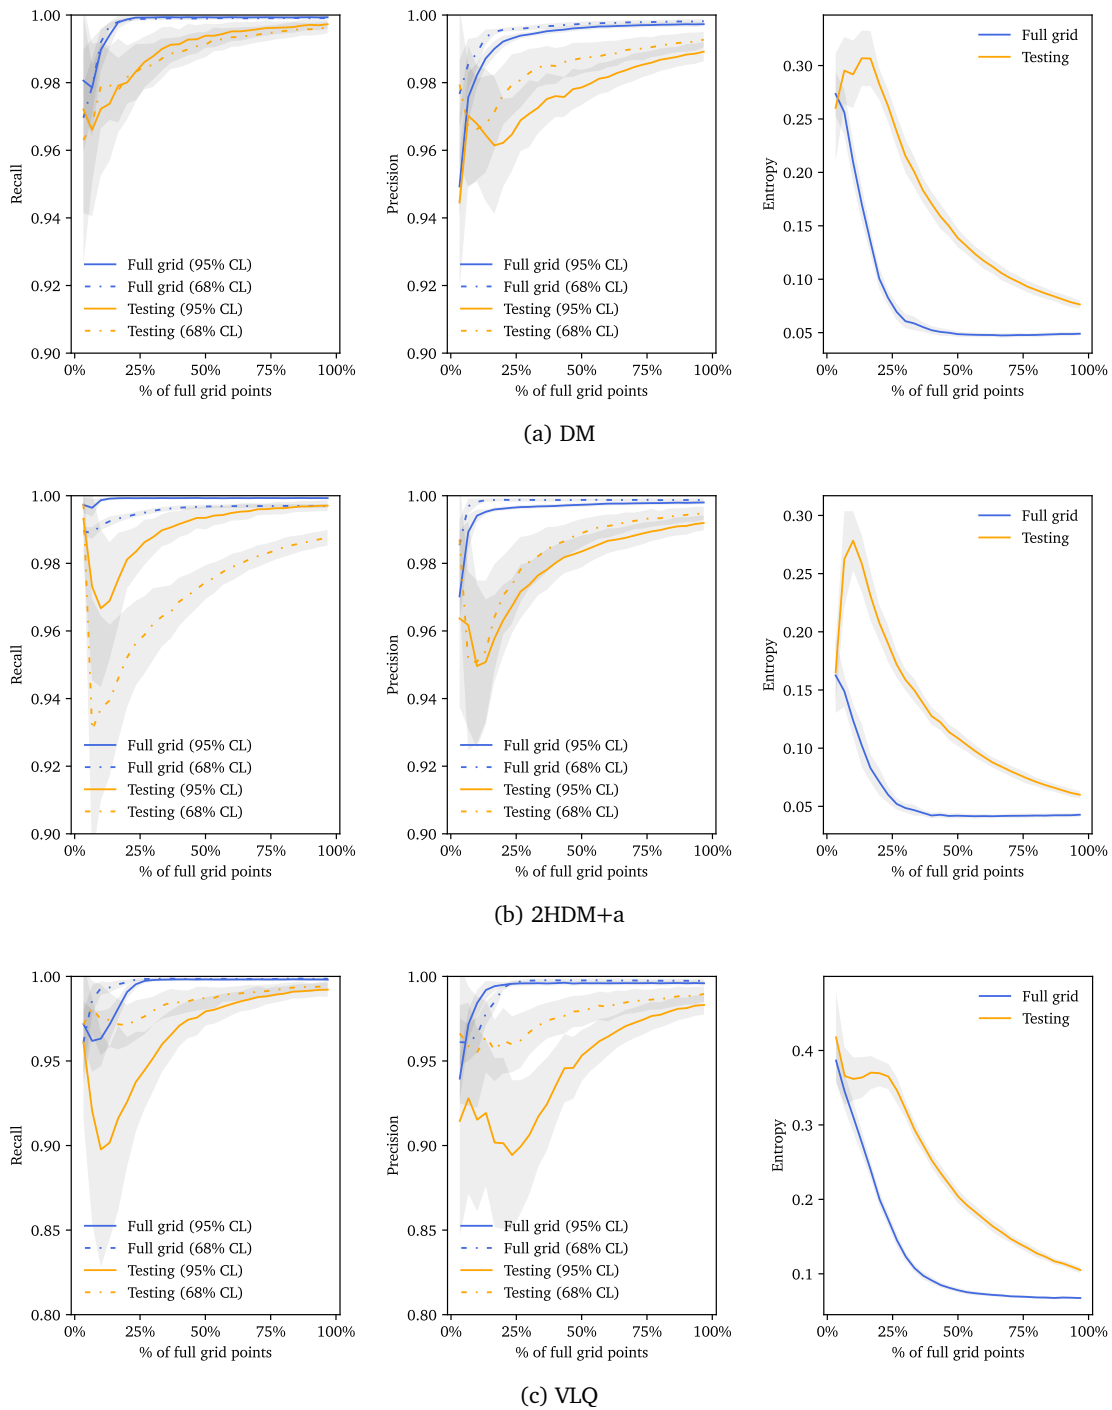 1.00
0.98
0.96
0.94
0.92
0.90
Recall
Full grid (95% CL)
Full grid (68% CL)
Testing (95% CL)
Testing (68% CL)
0% 25% 50% 75% 100%
% of full grid points
1.00
0.98
0.96
0.94
0.92
0.90
Precision
Full grid (95% CL)
Full grid (68% CL)
Testing (95% CL)
Testing (68% CL)
0% 25% 50% 75% 100%
% of full grid points
0.30
0.25
0.20
0.15
0.10
0.05
Entropy
Full grid
Testing
0% 25% 50% 75% 100%
% of full grid points
(a) DM
1.00
0.98
0.96
0.94
0.92
0.90
Recall
Full grid (95% CL)
Full grid (68% CL)
Testing (95% CL)
Testing (68% CL)
0% 25% 50% 75% 100%
% of full grid points
1.00
0.98
0.96
0.94
0.92
0.90
Precision
Full grid (95% CL)
Full grid (68% CL)
Testing (95% CL)
Testing (68% CL)
0% 25% 50% 75% 100%
% of full grid points
0.30
0.25
0.20
0.15
0.10
0.05
Entropy
Full grid
Testing
0% 25% 50% 75% 100%
% of full grid points
(b) 2HDM+a
1.00
0.95
0.90
0.85
0.80
Recall
Full grid (95% CL)
Full grid (68% CL)
Testing (95% CL)
Testing (68% CL)
0% 25% 50% 75% 100%
% of full grid points
1.00
0.95
0.90
0.85
0.80
Precision
Full grid (95% CL)
Full grid (68% CL)
Testing (95% CL)
Testing (68% CL)
0% 25% 50% 75% 100%
% of full grid points
0.4
0.3
0.2
0.1
Entropy
Full grid
Testing
0% 25% 50% 75% 100%
% of full grid points
(c) VLQ